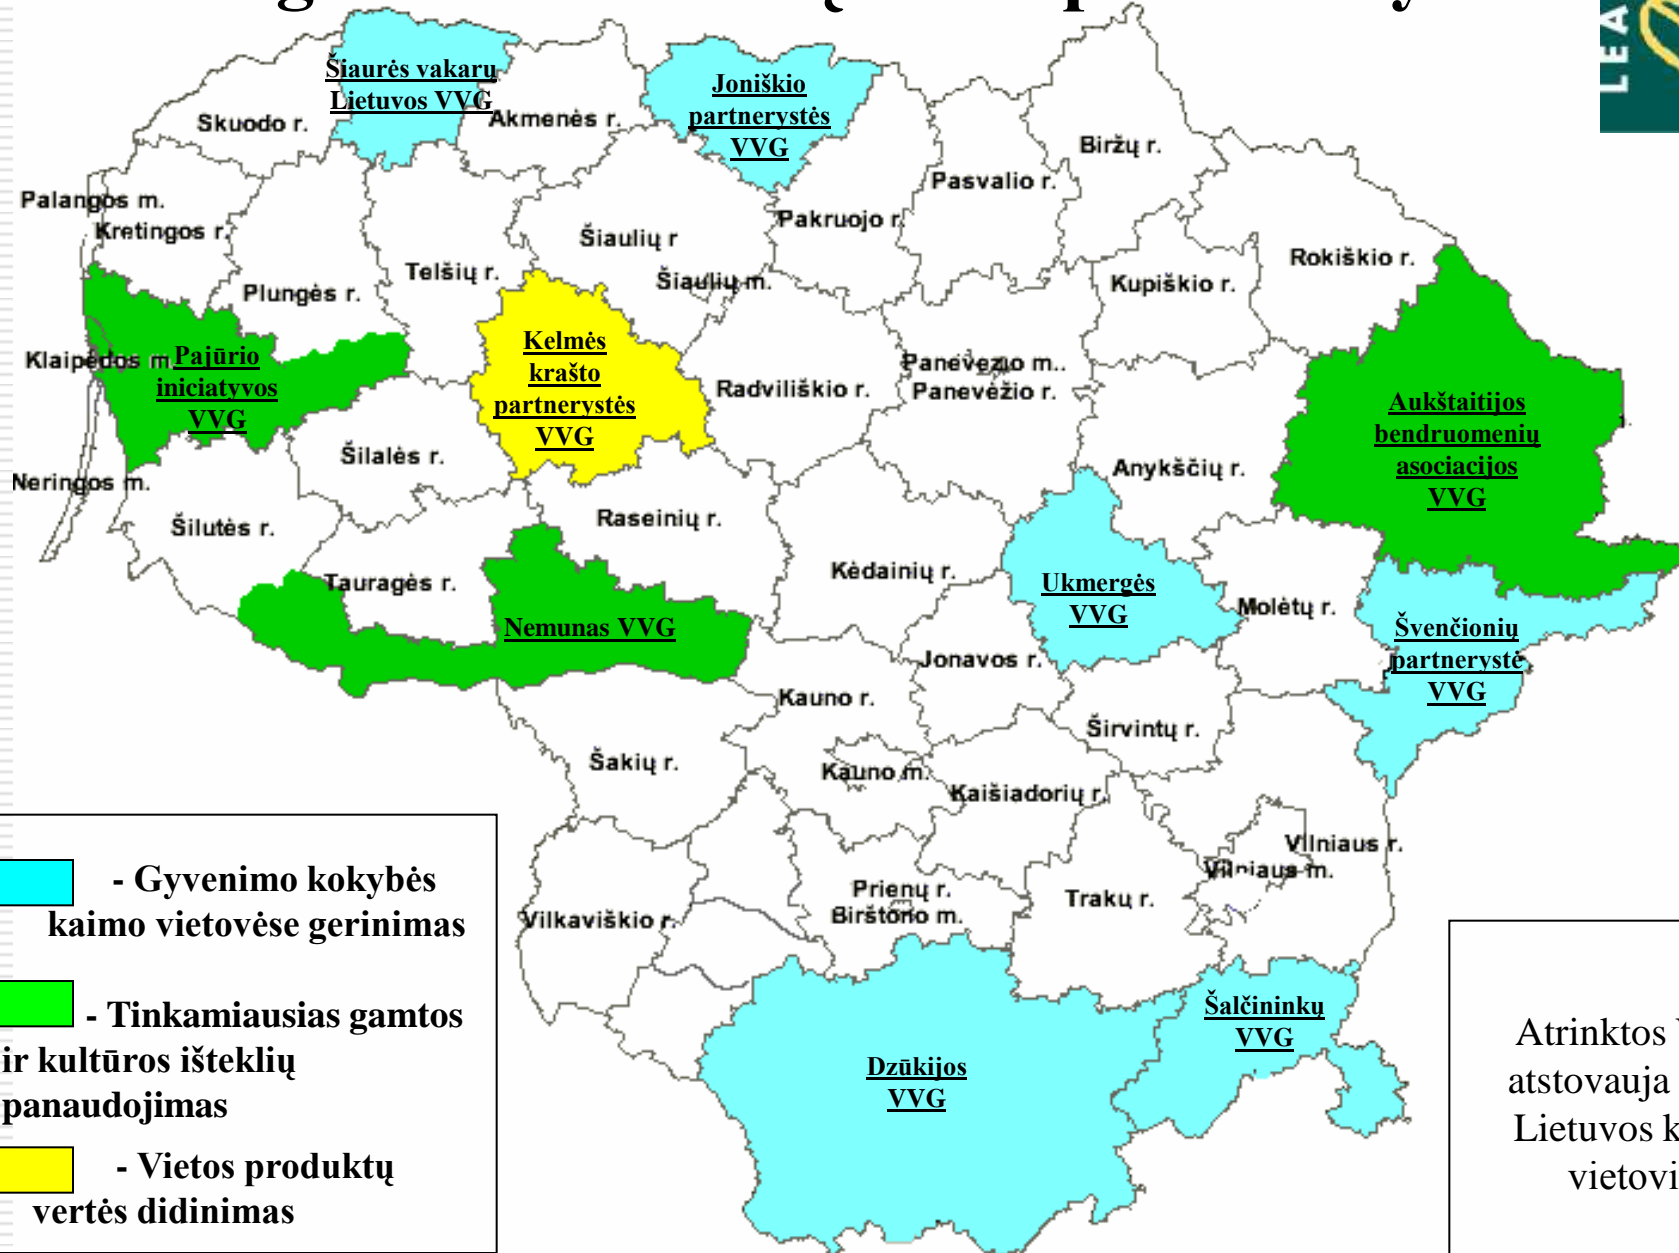 LEA
Šiaurės vakarų
Lietuvos VVG
Joniškio
partnerystės
VVG
Skuodo r.
Akmenės r.
Biržų r.
Pasvalio r.
Palangos m.
Kretingos r.
Pakruojo r.
Šiaulių r
Rokiškio r.
Telšių r.
Šiaulių m.
Kupiškio r.
Plungės r.
Klaipėdos m.
Pajūrio
iniciatyvos
VVG
Kelmės
krašto
partnerystės
VVG
Radviliškio r.
Panevėžio m..
Panevėžio r.
Aukštaitijos
bendruomenių
asociacijos
VVG
Šilalės r.
Anykščių r.
Neringos m.
Šilutės r.
Raseinių r.
Tauragės r.
Kėdainių r.
Ukmergės
VVG
Molėtų r.
Nemunas VVG
Švenčionių
partnerystė
VVG
Jonavos r.
Kauno r.
Širvintų r.
Šakių r.
Kauno m.
Kaišiadorių r.
Vilniaus r.
Vilniaus m.
Prienų r.
Birštono m.
Trakų r.
Vilkaviškio r.
Šalčininkų
VVG
Dzūkijos
VVG
- Gyvenimo kokybės
kaimo vietovėse gerinimas
- Tinkamiausias gamtos
ir kultūros išteklių
panaudojimas
- Vietos produktų
vertės didinimas
Atrinktos
atstovauja
Lietuvos